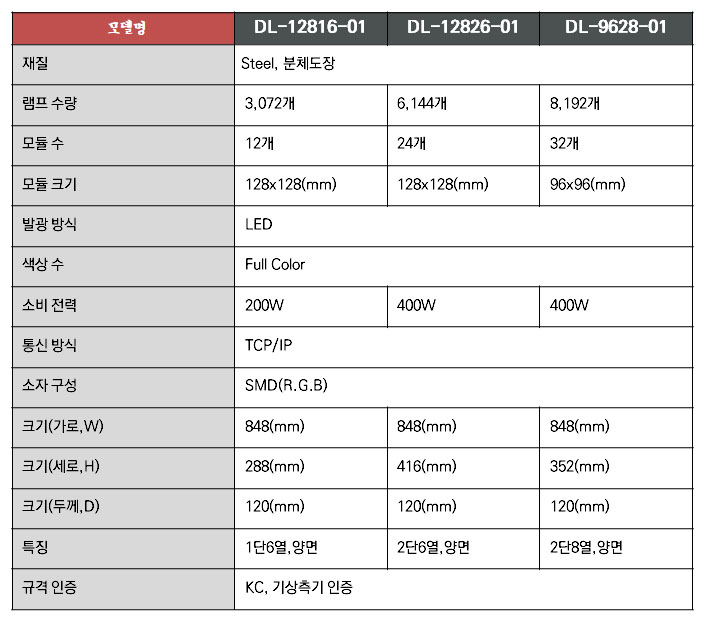 모델명 DL-12816-01 DL-12826-01 DL-9628-01
재질 Steel, 분체도장
램프 수량 3,072개 6,144개 8,192개
모듈 수 12개 24개 32개
모듈 크기 128x128(mm) 128x128(mm) 96x96(mm)
발광 방식 LED
색상 수 Full Color
소비 전력 200W 400W 400W
통신 방식 TCP/IP
소자 구성 SMD(R.G.B)
크기(가로,W) 848(mm) 848(mm) 848(mm)
크기(세로,H) 288(mm) 416(mm) 352(mm)
크기(두께,D) 120(mm) 120(mm) 120(mm)
특징 1단6열,양면 2단6열,양면 2단8열,양면
규격 인증 KC, 기상측기 인증